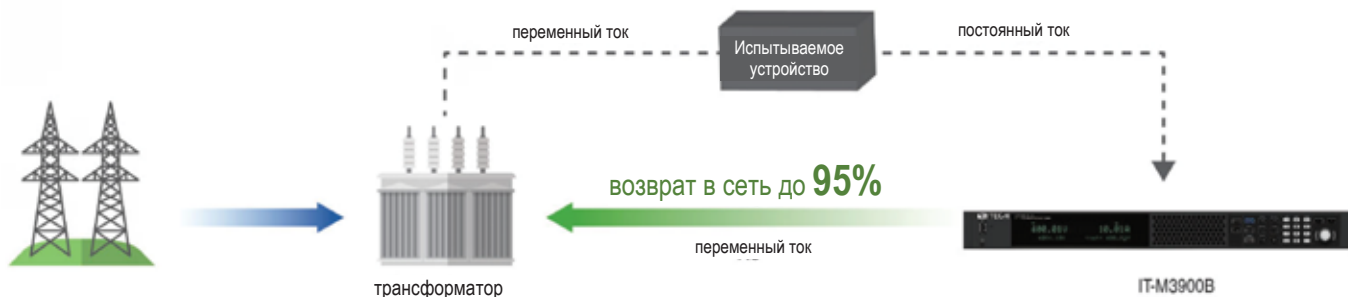 переменный ток
Испытываемое
устройство
постоянный ток
возврат в сеть до 95%
переменный ток
трансформатор
IT-M3900B